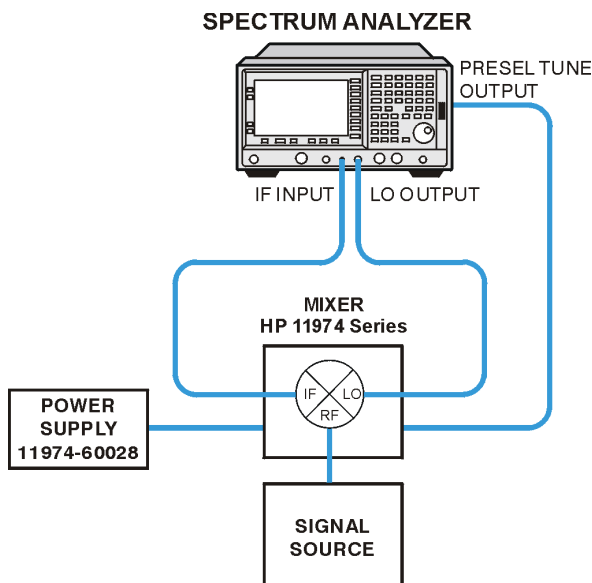 SPECTRUM ANALYZER
PRESEL TUNE
OUTPUT
IF INPUT
LO OUTPUT
MIXER
HP 11974 Series
IF
LO
RF
POWER
SUPPLY
11974-60028
SIGNAL
SOURCE